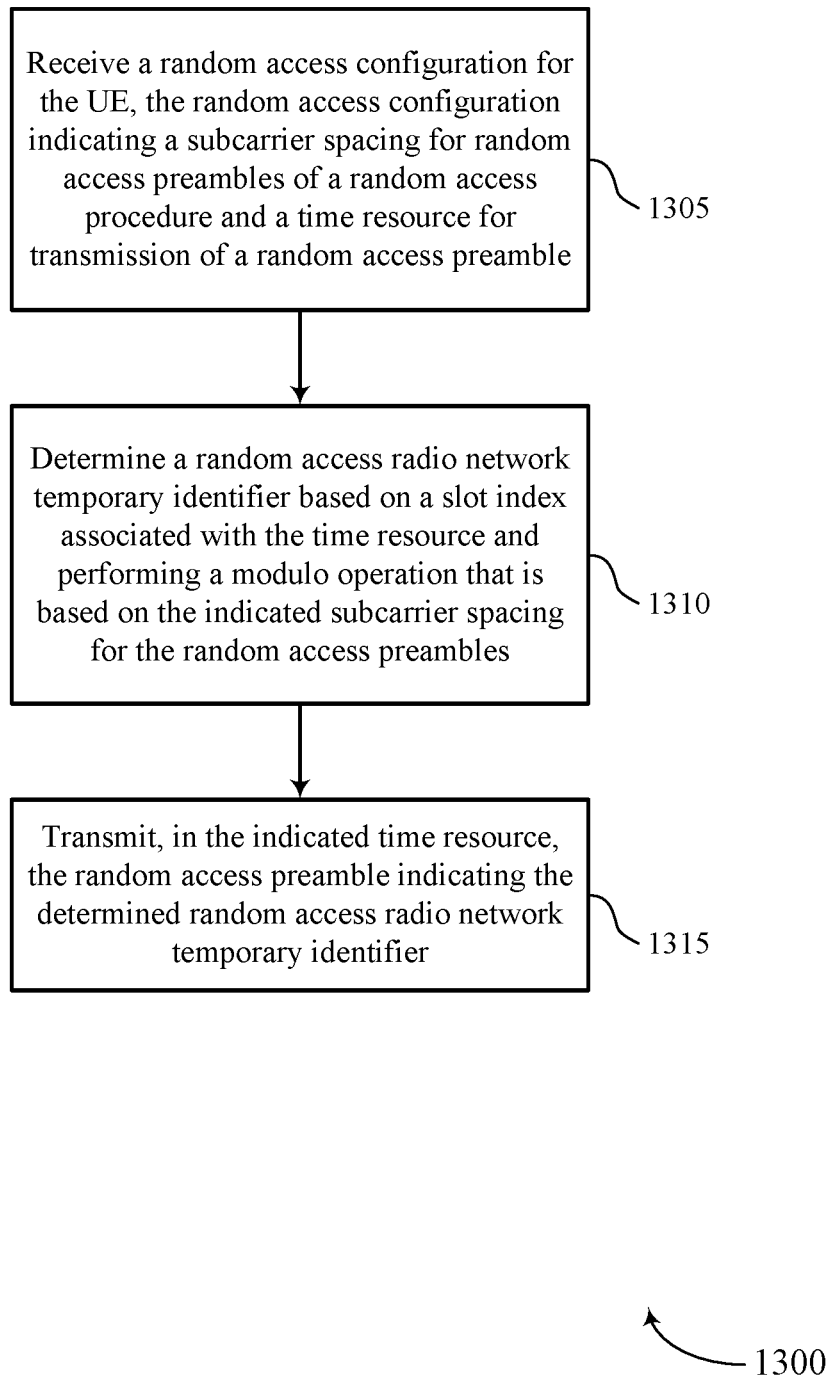 Receive a random access configuration for
the UE, the random access configuration
indicating a subcarrier spacing for random
access preambles of a random access
procedure and a time resource for
transmission of a random access preamble
1305
Determine a random access radio network
temporary identifier based on a slot index
associated with the time resource and
performing a modulo operation that is
based on the indicated subcarrier spacing
for the random access preambles
1310
Transmit, in the indicated time resource,
the random access preamble indicating the
determined random access radio network
temporary identifier
1315
1300